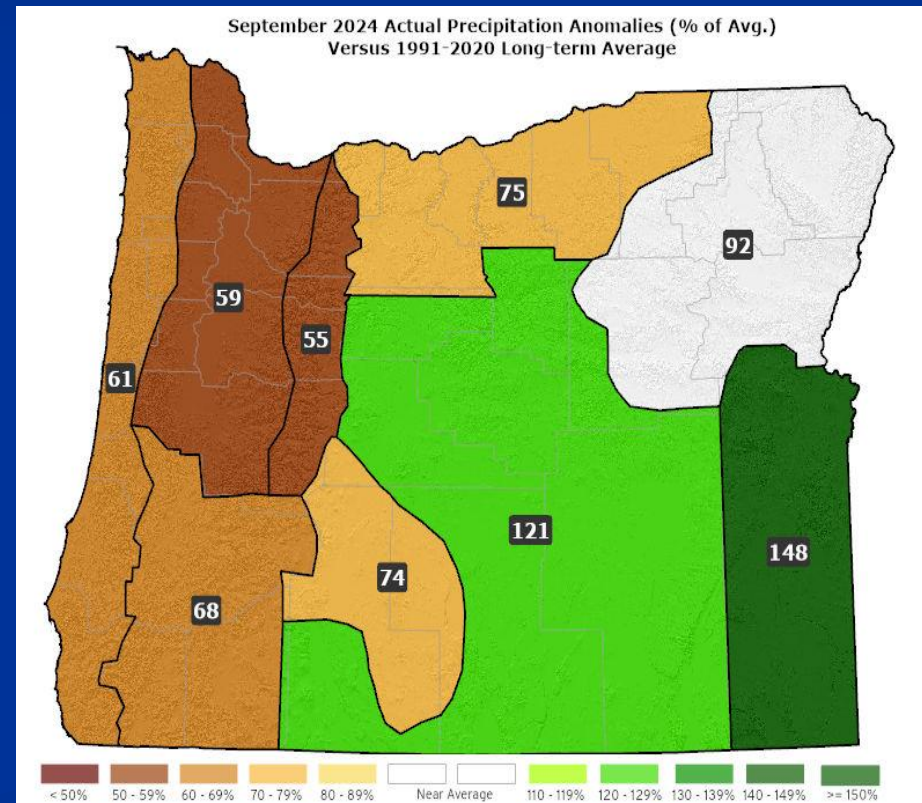 September 2024 Actual Precipitation Anomalies (% of Avg.)
Versus 1991-2020 Long-term Average
75
92
59
55
61
121
148
74
68
< 50%
50 - 59%
60 - 69%
70 - 79%
80 - 89%
Near Average
110 - 119%
120 - 129%
130 - 139%
140 - 149%
>= 150%